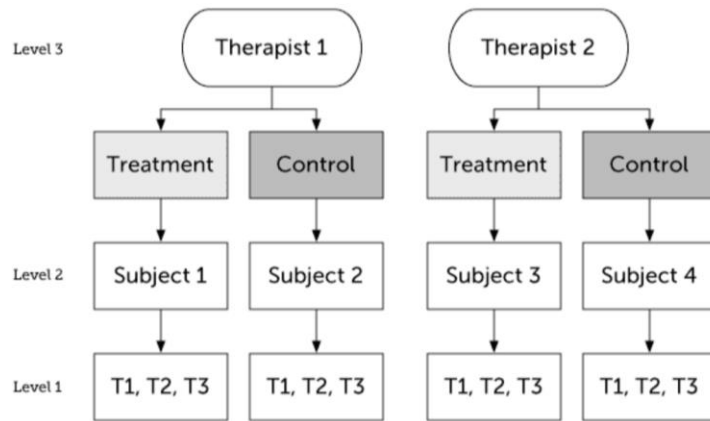 Level 3
Therapist 1
Therapist 2
Treatment
Control
Treatment
Control
Level 2
Subject 1
Subject 2
Subject 3
Subject 4
Level 1
T1, T2, T3
T1, T2, T3
T1, T2, T3
T1, T2, T3